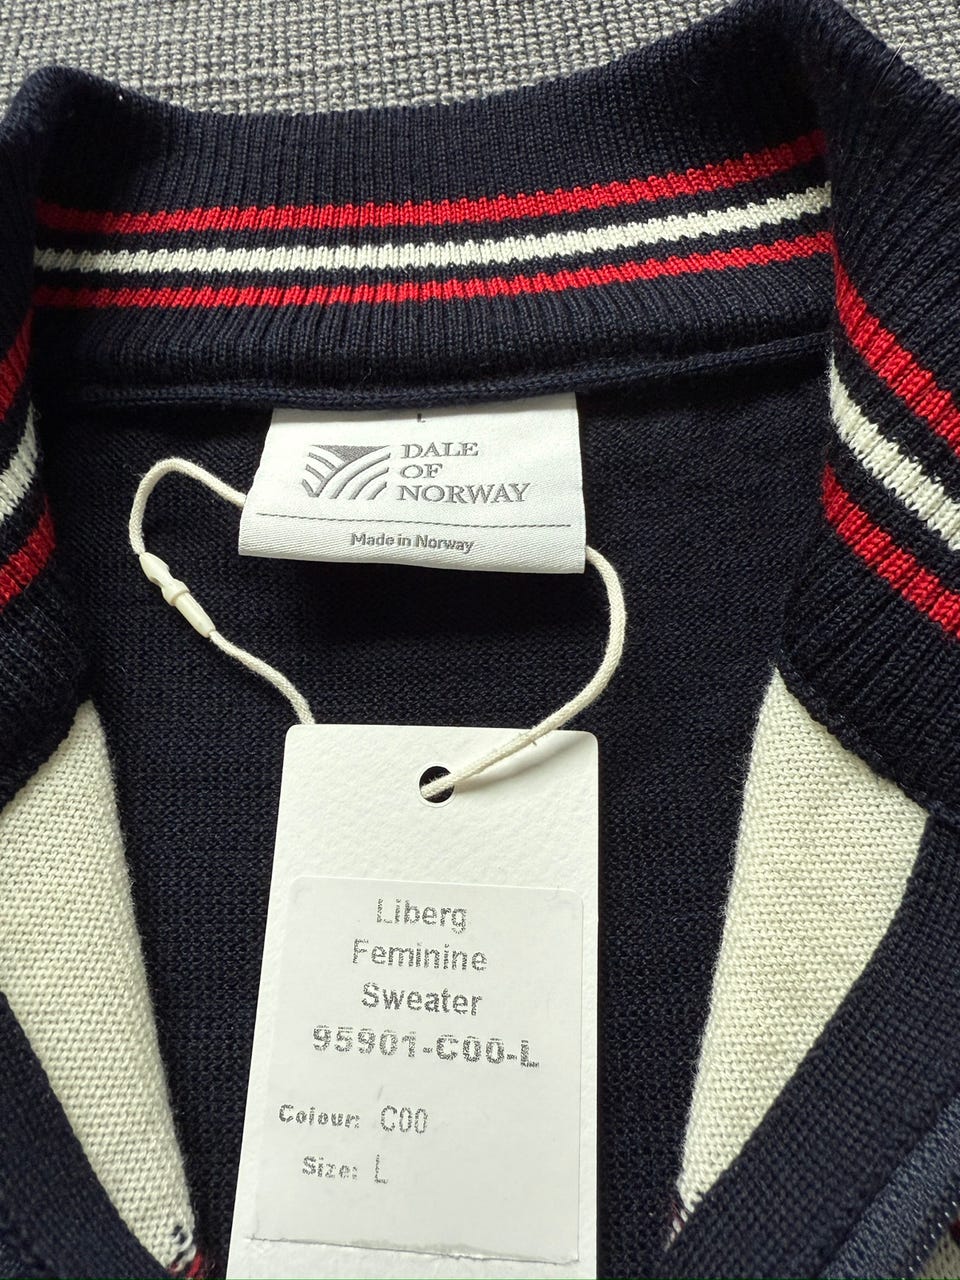 L
DALE
OF
NORWAY
Made in Norway
Liberg
Feminine
Sweater
95901-C00-L
Colour: C00
Size: L